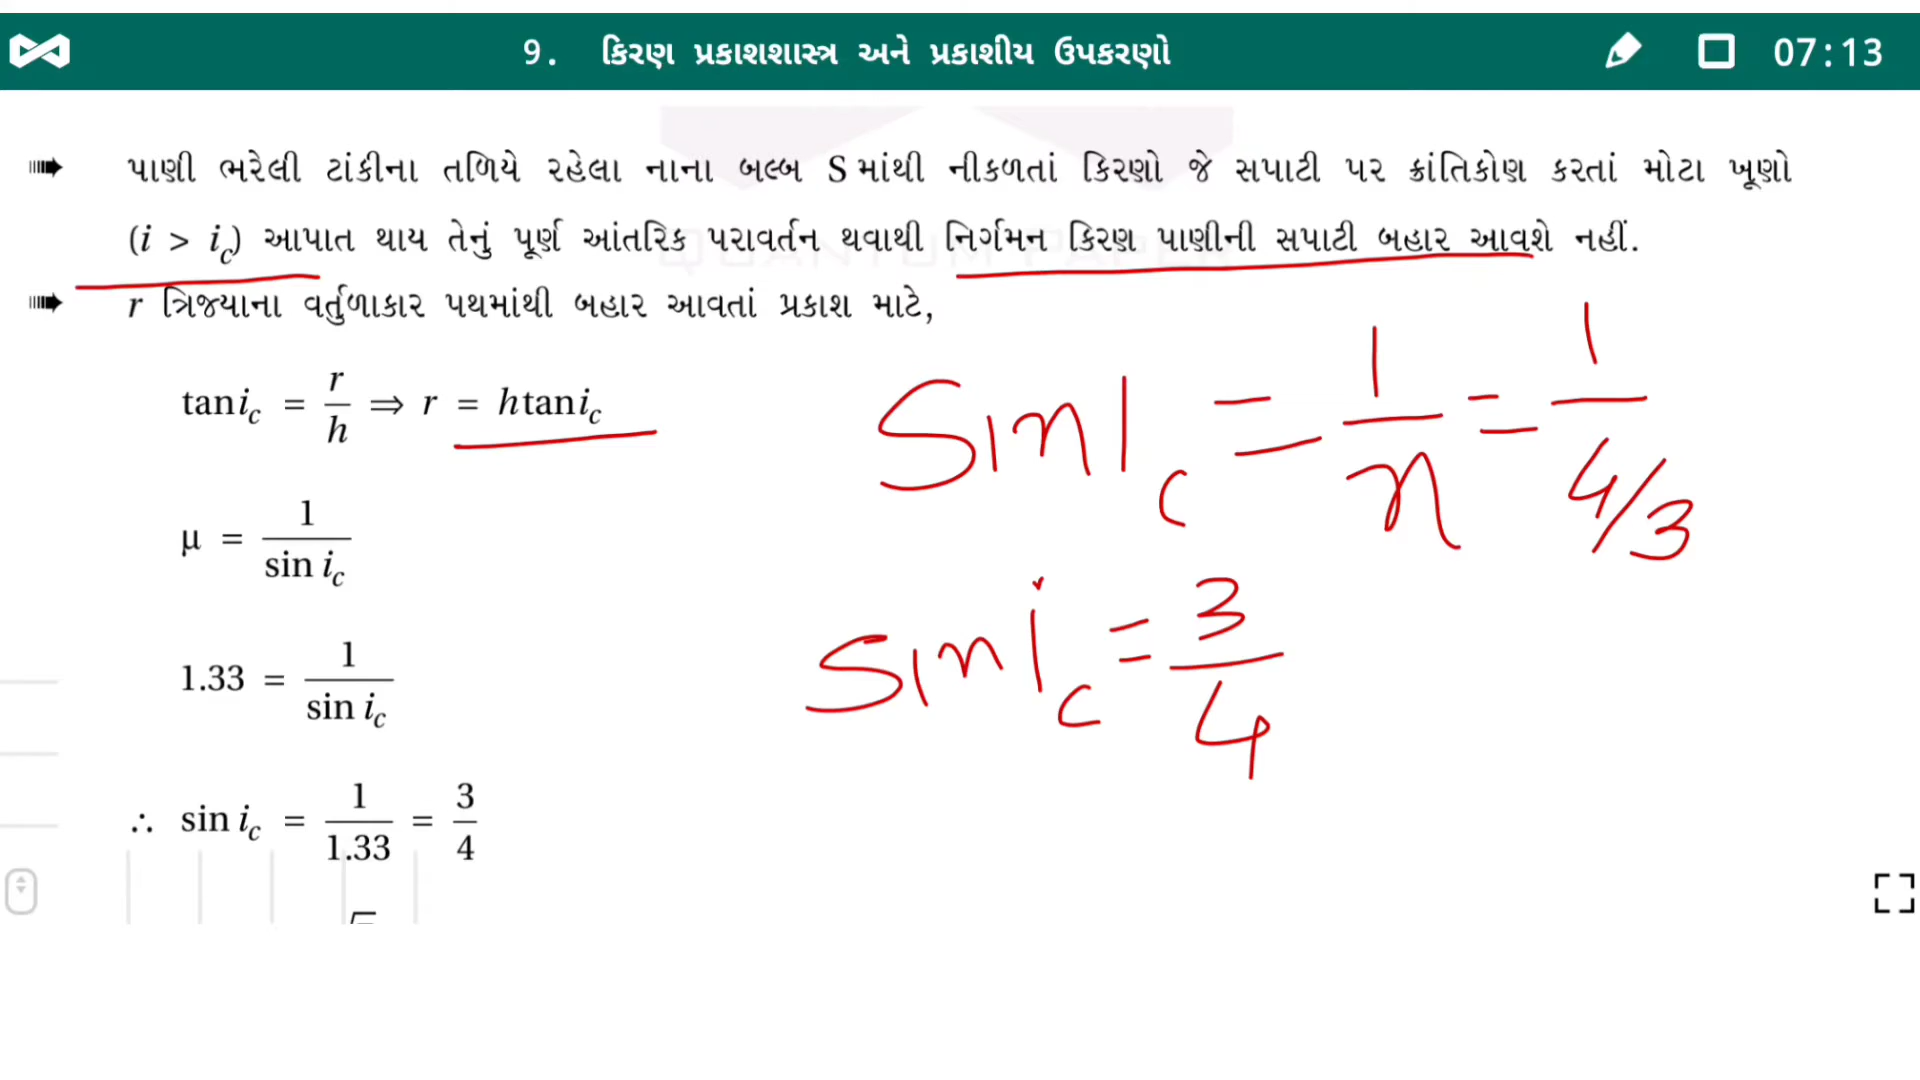 9. કિરણ પ્રકાશશાસ્ત્ર અને પ્રકાશીય ઉપકરણો 07:13
➠ પાણી ભરેલી ટાંકીના તળિયે રહેલા નાના બલ્બ S માંથી નીકળતાં કિરણો જે સપાટી પર ક્રાંતિકોણ કરતાં મોટા ખૂણો
(i > i_c) આપાત થાય તેનું પૂર્ણ આંતરિક પરાવર્તન થવાથી નિર્ગમન કિરણ પાણીની સપાટી બહાર આવશે નહીં.
➠ r ત્રિજ્યાના વર્તુળાકાર પથમાંથી બહાર આવતાં પ્રકાશ માટે,
tan i_c = r/h ⇒ r = h tan i_c
μ = 1/sin i_c
1.33 = 1/sin i_c
∴ sin i_c = 1/1.33 = 3/4
sin i_c = 1/n = 1/(4/3)
sin i_c = 3/4